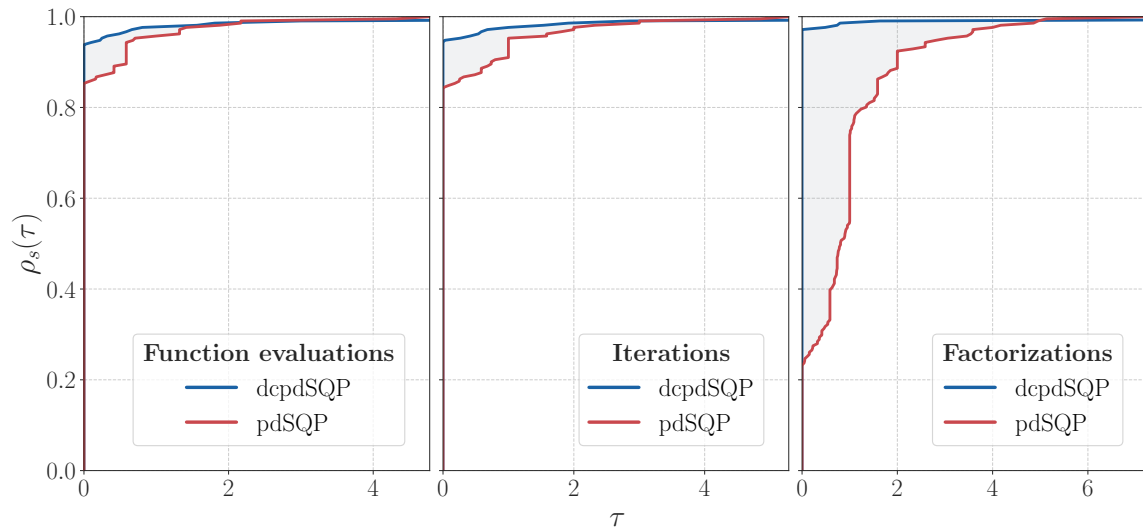 1.0
0.8
0.6
0.4
0.2
0.0
ρ_s(τ)
Function evaluations
dcpdSQP
pdSQP
0 2 4
Iterations
dcpdSQP
pdSQP
0 2 4
Factorizations
dcpdSQP
pdSQP
0 2 4 6
τ